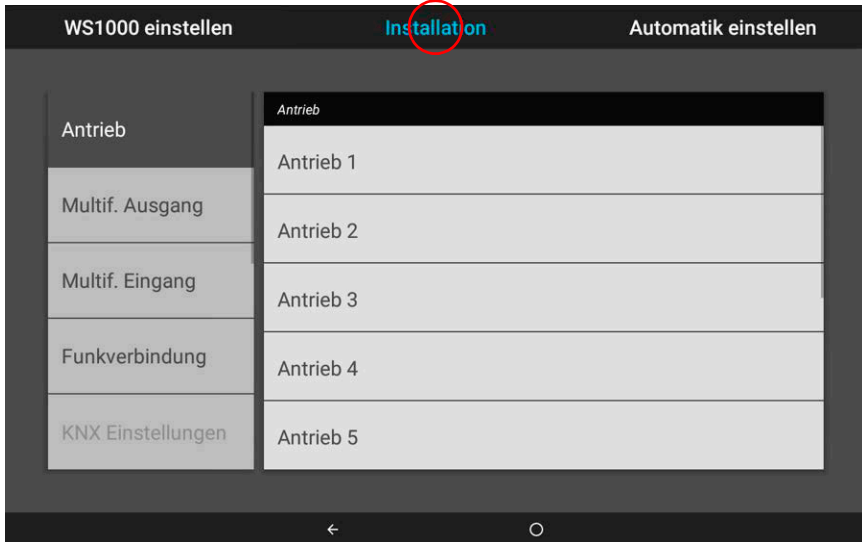 WS1000 einstellen
Installation
Automatik einstellen
Antrieb
Multif. Ausgang
Multif. Eingang
Funkverbindung
KNX Einstellungen
Antrieb
Antrieb 1
Antrieb 2
Antrieb 3
Antrieb 4
Antrieb 5